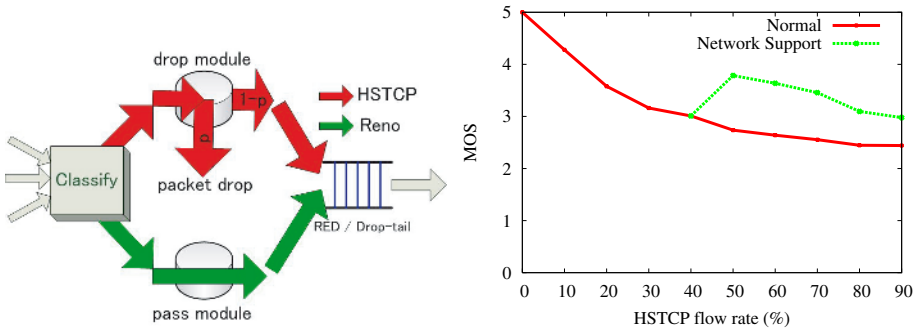 drop module
1-p
p
HSTCP
Reno
Classify
packet drop
RED / Drop-tail
pass module
5
4
3
2
1
0
MOS
Normal
Network Support
0 10 20 30 40 50 60 70 80 90
HSTCP flow rate (%)